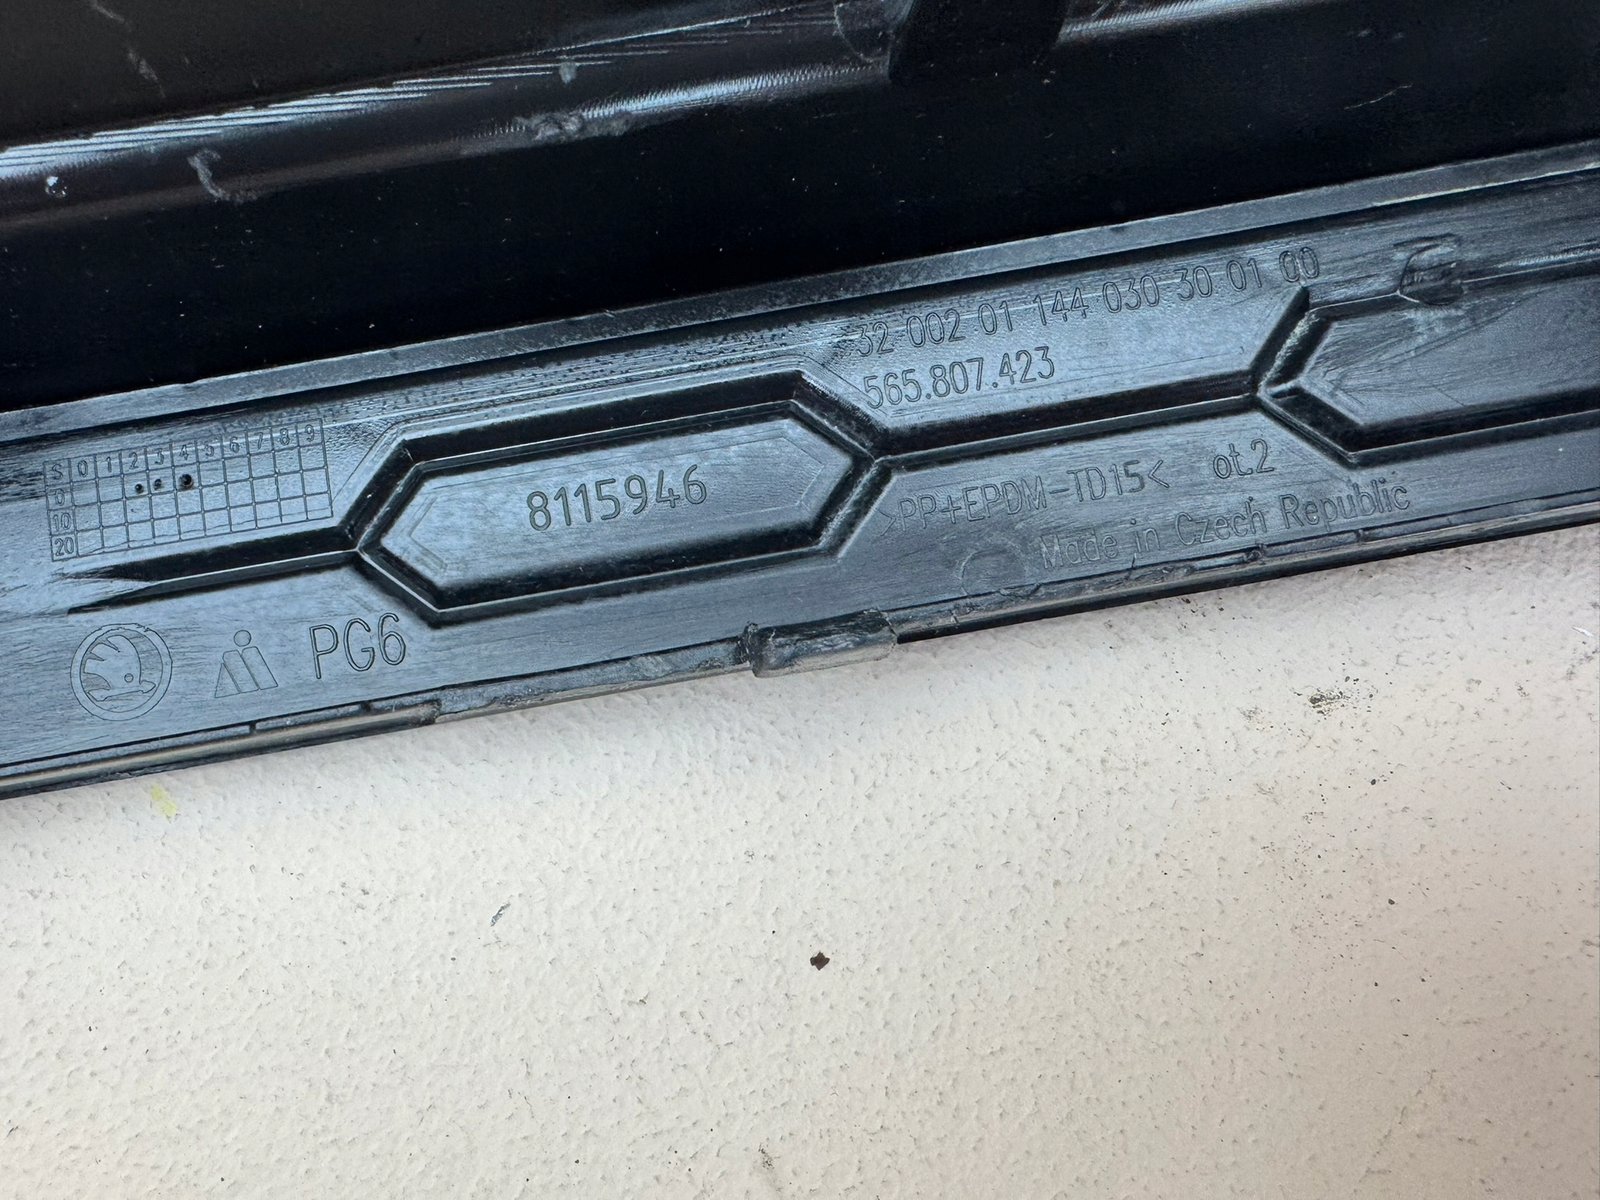 32 002 01 144 030 30 01 00
565.807.423
S 0 1 2 3 4 5 6 7 8 9
0
10
20
8115946
>PP+EPDM-TD15< ot.2
Made in Czech Republic
PG6